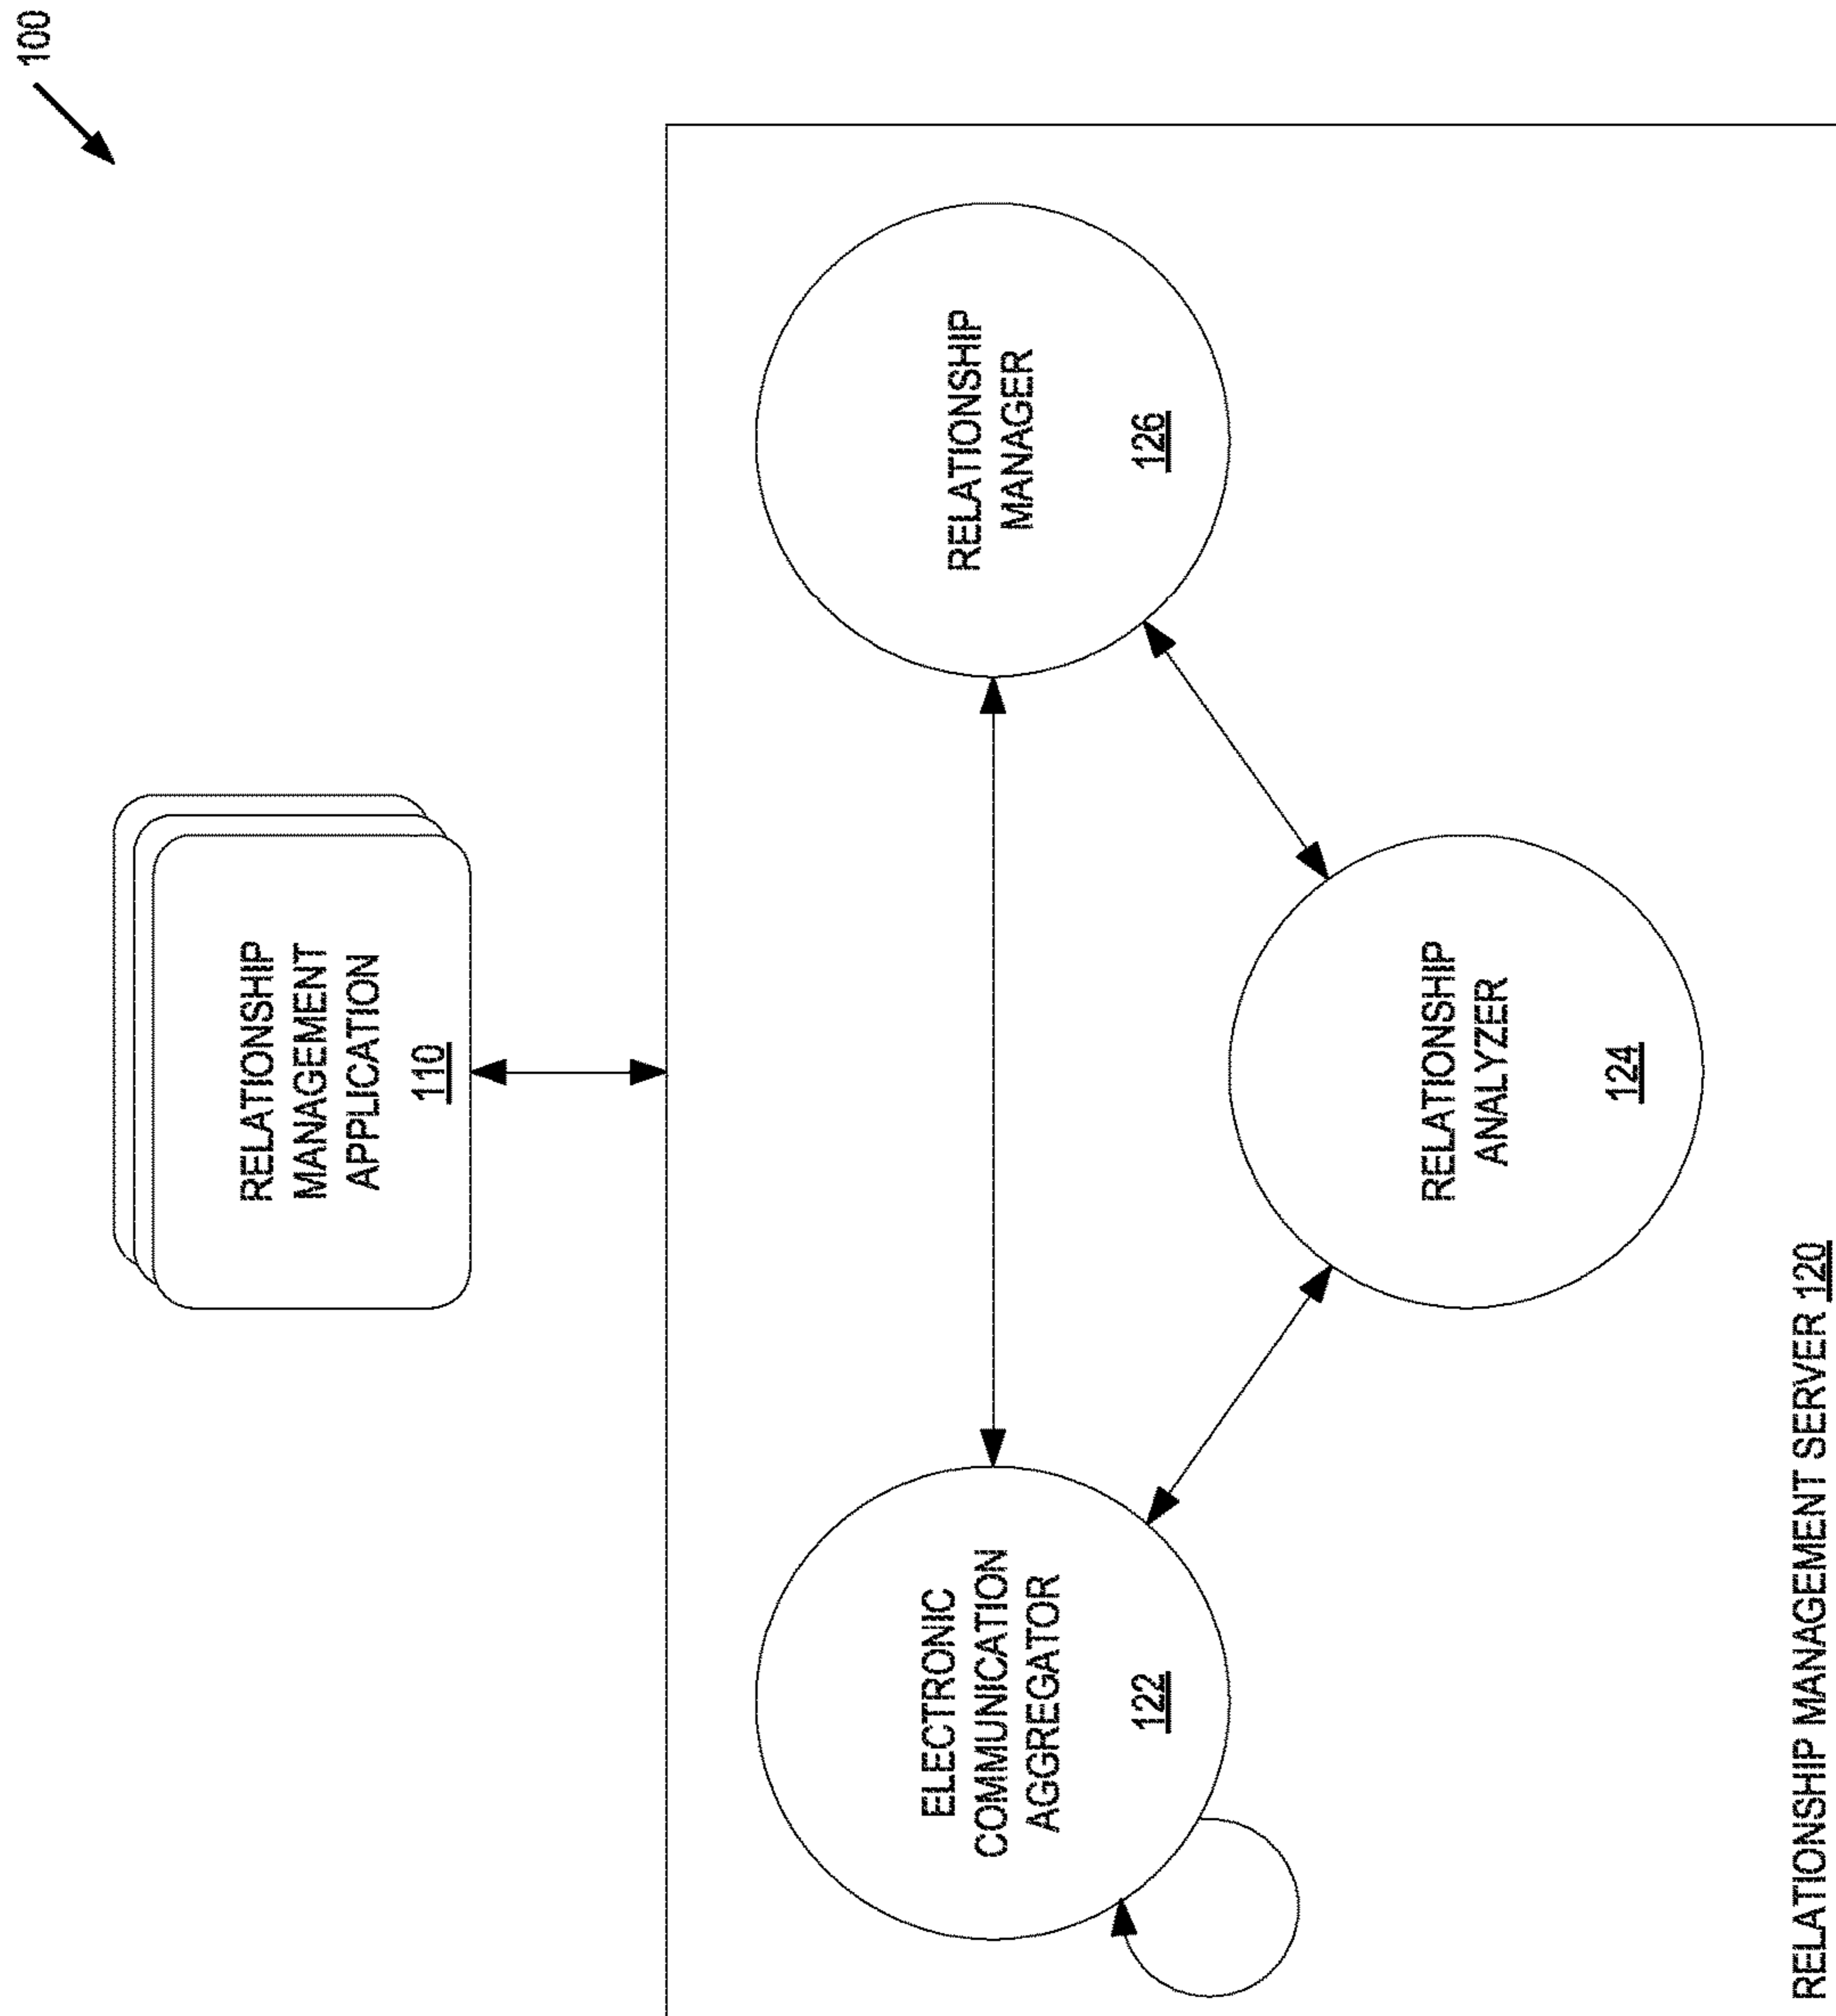 100
RELATIONSHIP
MANAGEMENT
APPLICATION
110
ELECTRONIC
COMMUNICATION
AGGREGATOR
122
RELATIONSHIP
MANAGER
126
RELATIONSHIP
ANALYZER
124
RELATIONSHIP MANAGEMENT SERVER 120